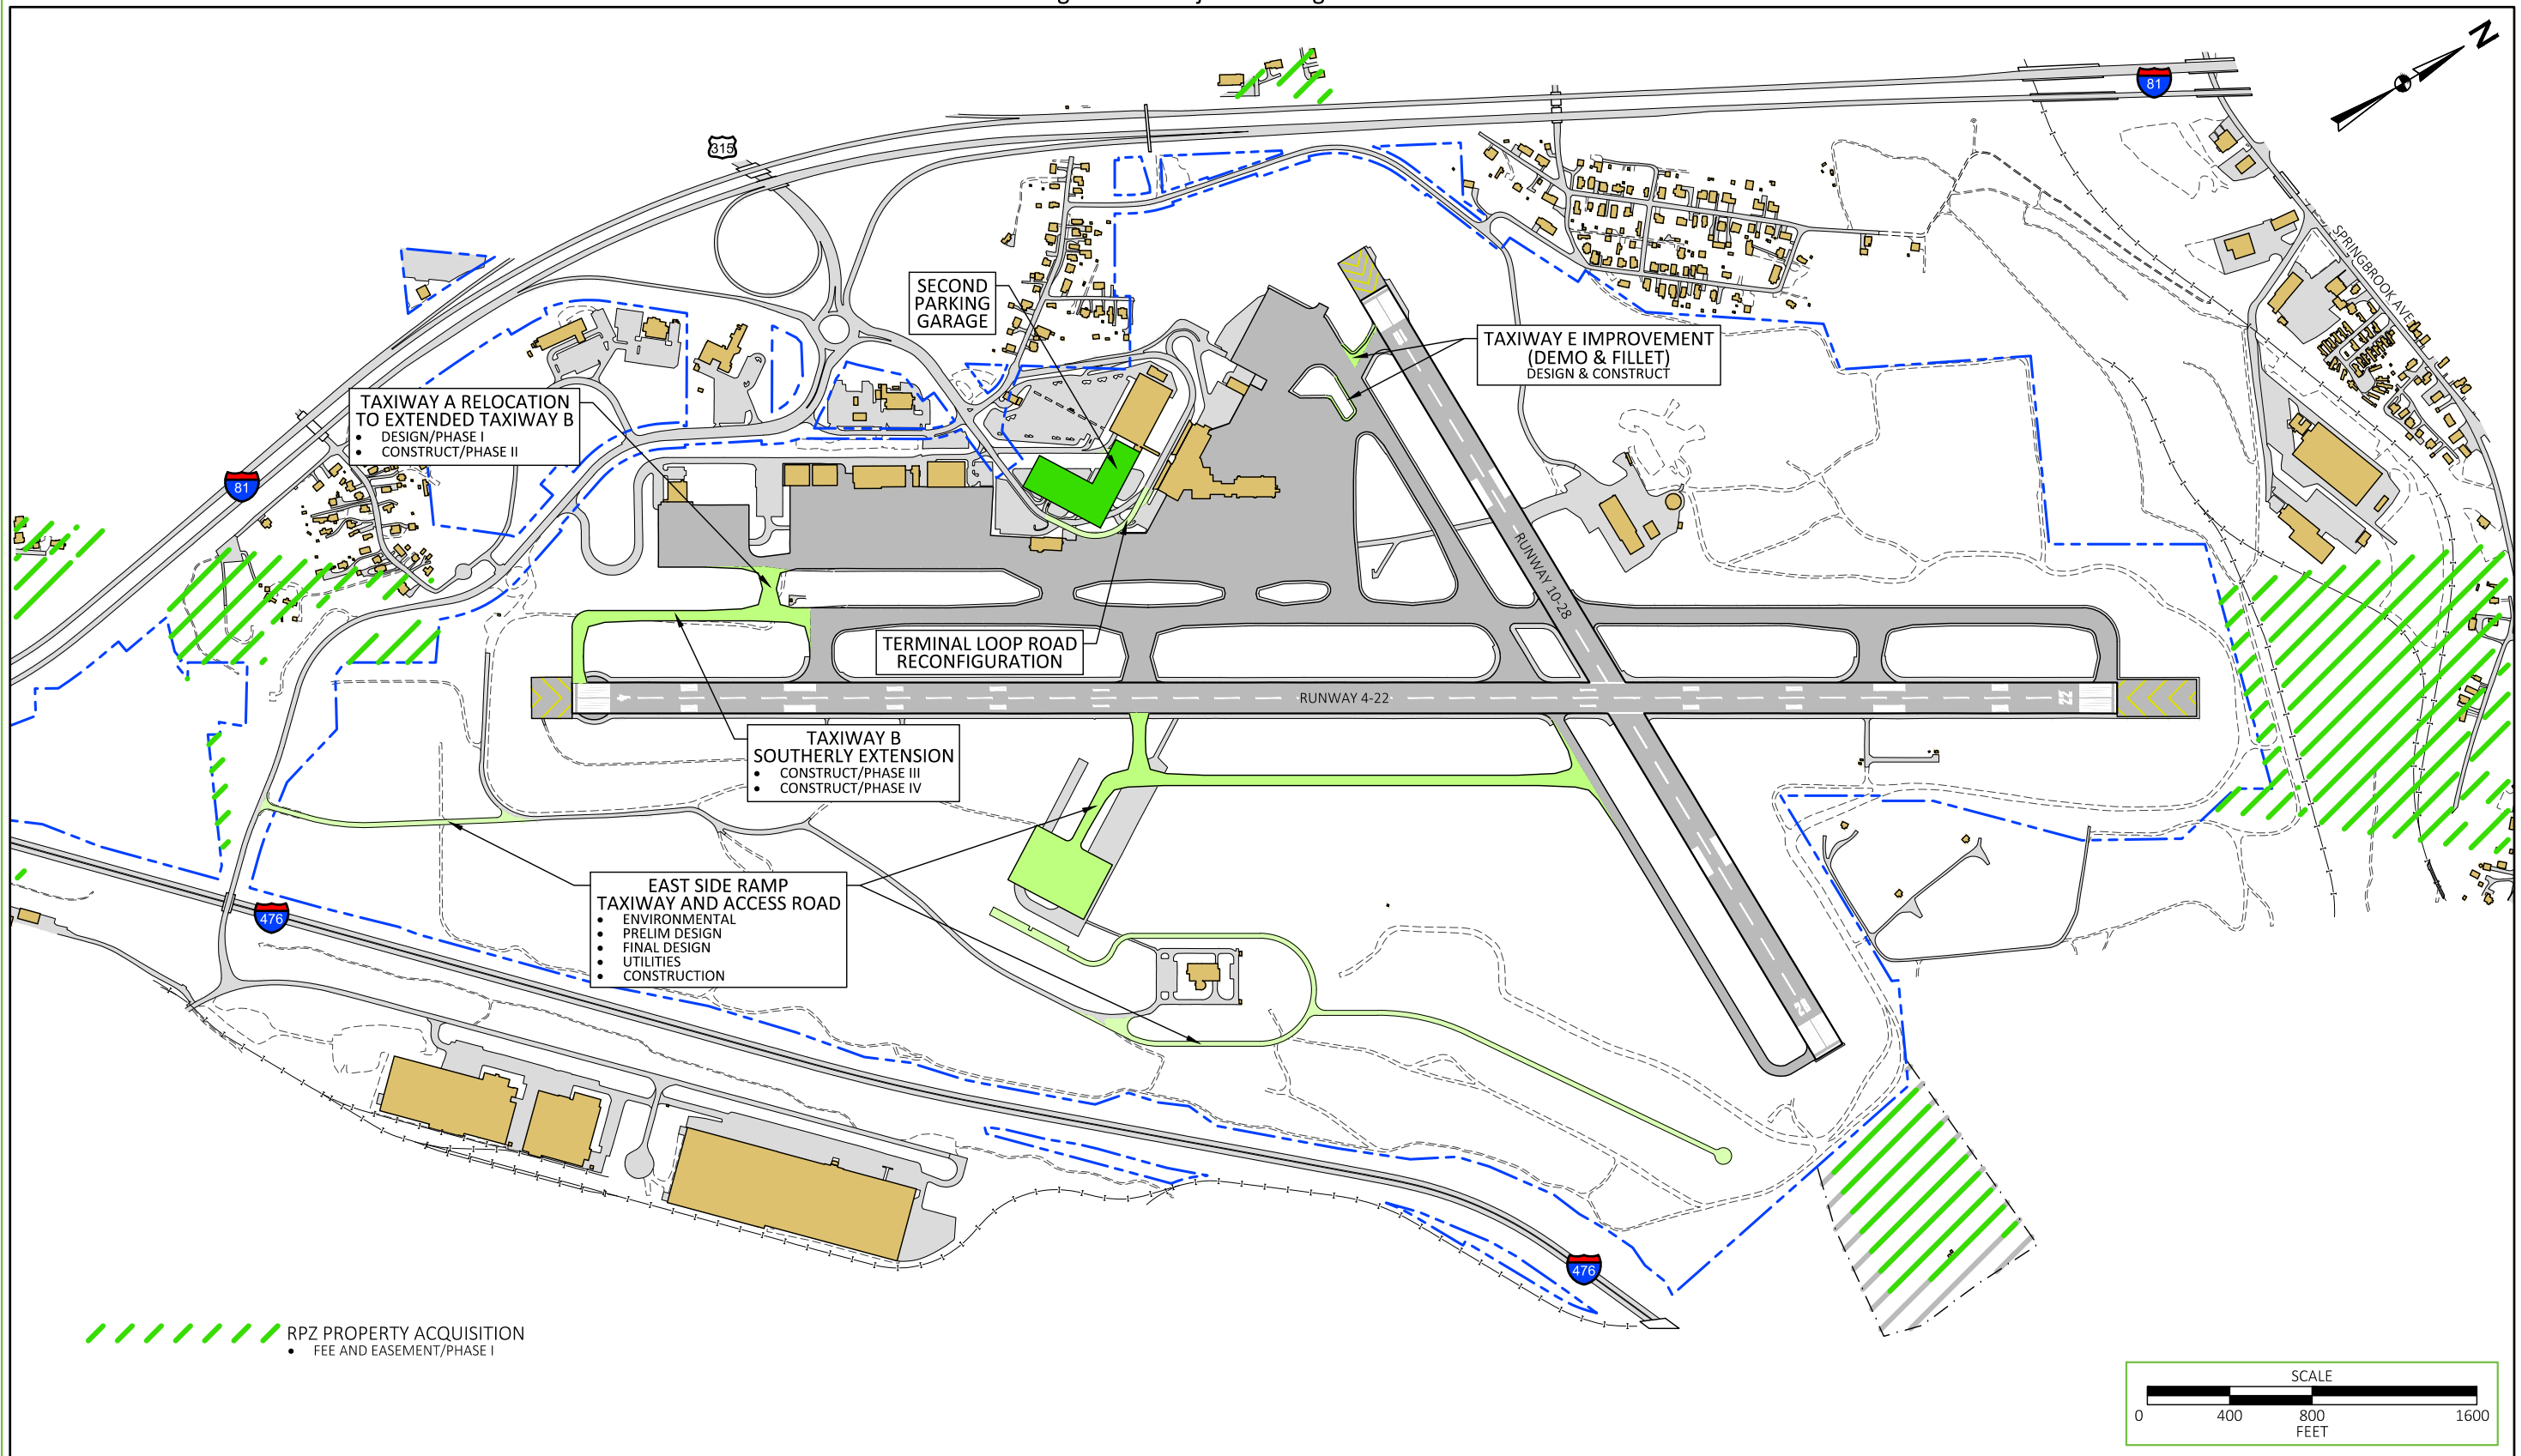 N
81
315
SPRINGBROOK AVE
SECOND
PARKING
GARAGE
TAXIWAY E IMPROVEMENT
(DEMO & FILLET)
DESIGN & CONSTRUCT
TAXIWAY A RELOCATION
TO EXTENDED TAXIWAY B
• DESIGN/PHASE I
• CONSTRUCT/PHASE II
81
RUNWAY 10-28
TERMINAL LOOP ROAD
RECONFIGURATION
4
RUNWAY 4-22
22
TAXIWAY B
SOUTHERLY EXTENSION
• CONSTRUCT/PHASE III
• CONSTRUCT/PHASE IV
EAST SIDE RAMP
TAXIWAY AND ACCESS ROAD
• ENVIRONMENTAL
• PRELIM DESIGN
• FINAL DESIGN
• UTILITIES
• CONSTRUCTION
476
28
476
RPZ PROPERTY ACQUISITION
• FEE AND EASEMENT/PHASE I
SCALE
0 400 800 1600
FEET